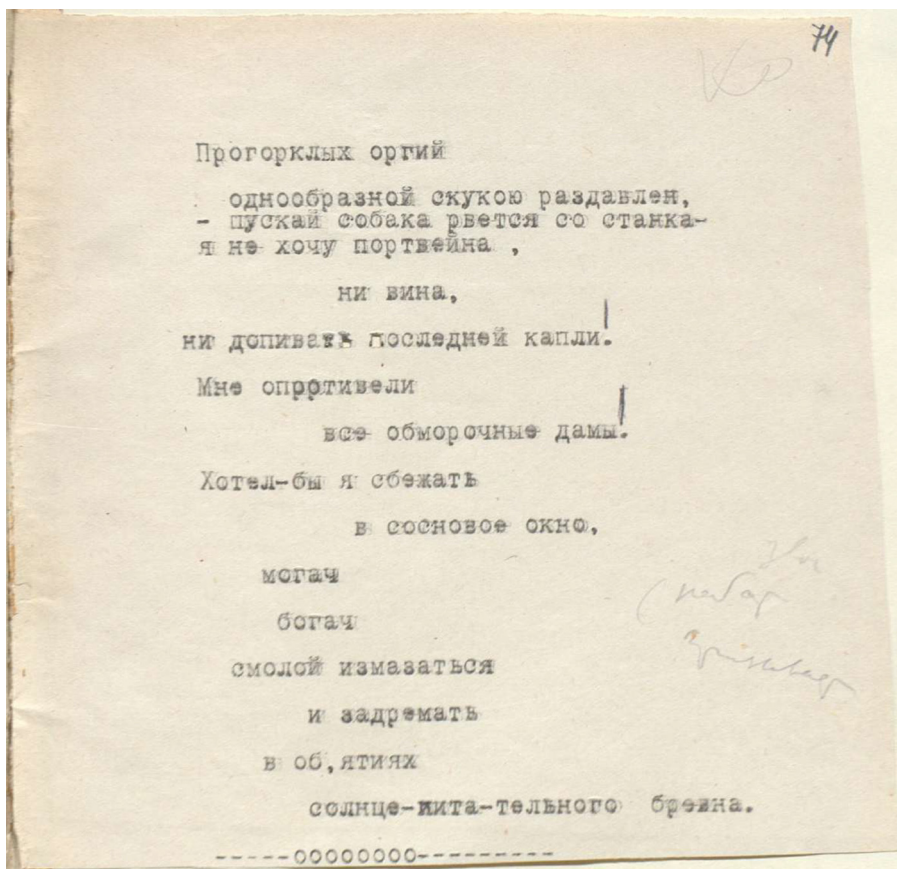 74
Прогорклых оргий
однообразной скукою раздавлен,
- пускай собака рвется со станка-
я не хочу портвейна ,
ни вина,
ни допивать последней капли!
Мне опротивели
все обморочные дамы!
Хотел-бы я сбежать
в сосновое окно,
могач
богач
смолой измазаться
и задремать
в об,ятиях
солнце-пита-тельного бревна.
-----оооооооо---------